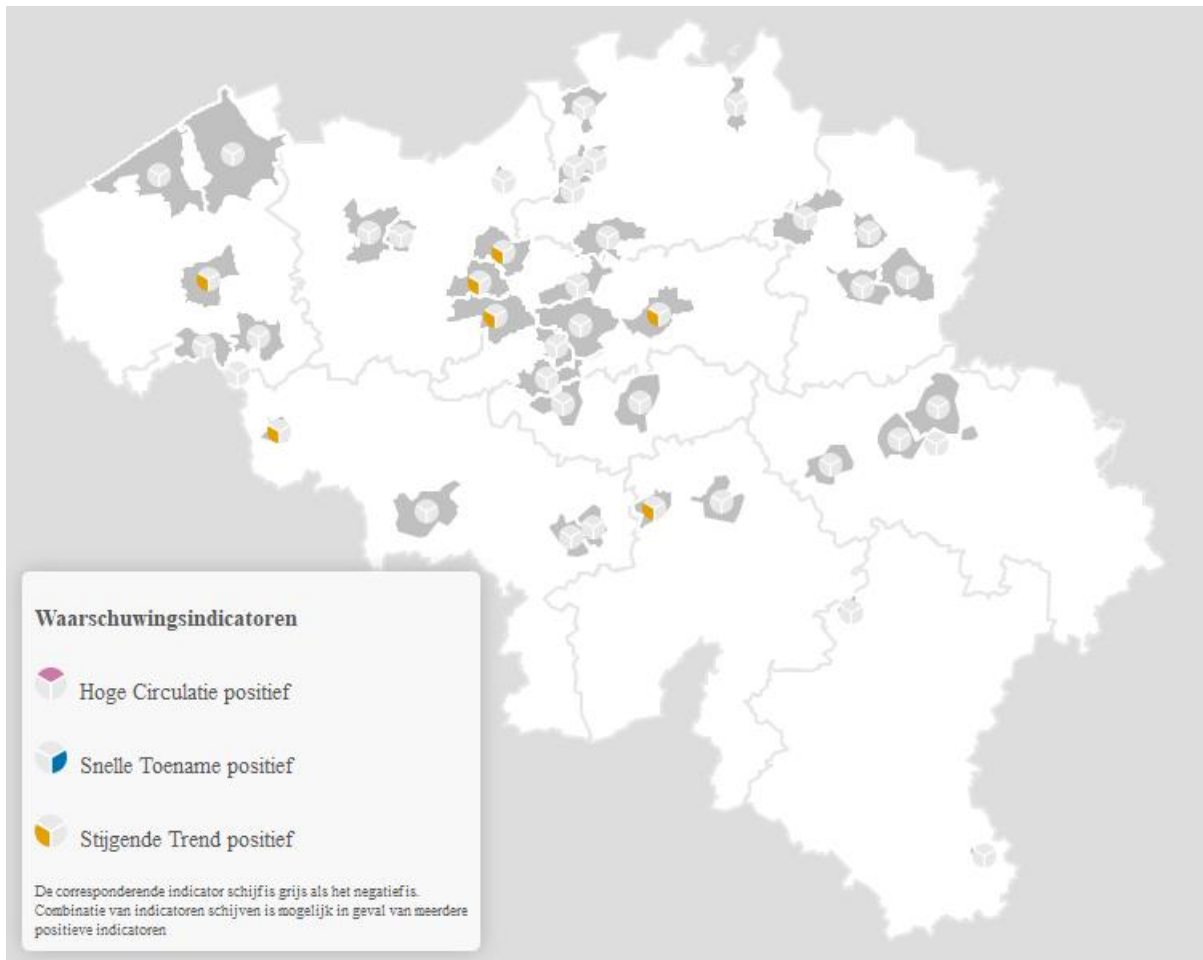 Waarschuwingsindicatoren
Hoge Circulatie positief
Snelle Toename positief
Stijgende Trend positief
De corresponderende indicator schijf is grijs als het negatief is.
Combinatie van indicatoren schijven is mogelijk in geval van meerdere
positieve indicatoren